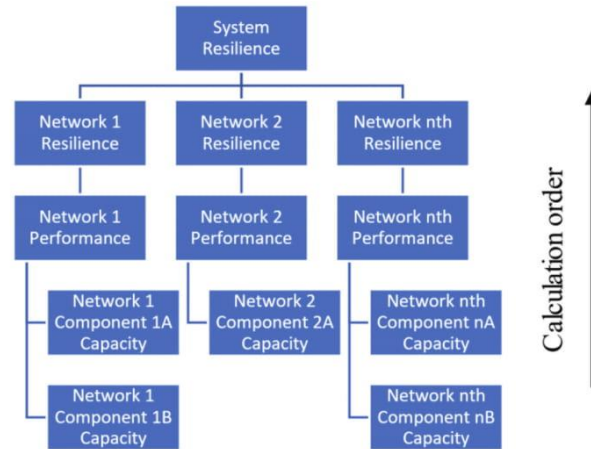 System
Resilience
Network 1
Resilience
Network 2
Resilience
Network nth
Resilience
Network 1
Performance
Network 2
Performance
Network nth
Performance
Network 1
Component 1A
Capacity
Network 2
Component 2A
Capacity
Network nth
Component nA
Capacity
Network 1
Component 1B
Capacity
Network nth
Component nB
Capacity
Calculation order